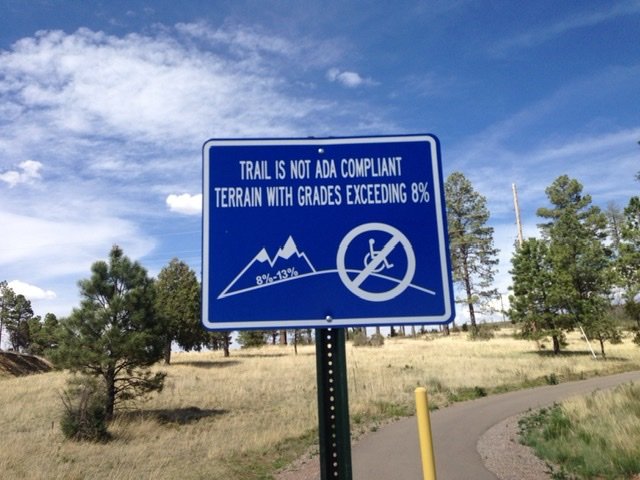 TRAIL IS NOT ADA COMPLIANT
TERRAIN WITH GRADES EXCEEDING 8%
8%-13%